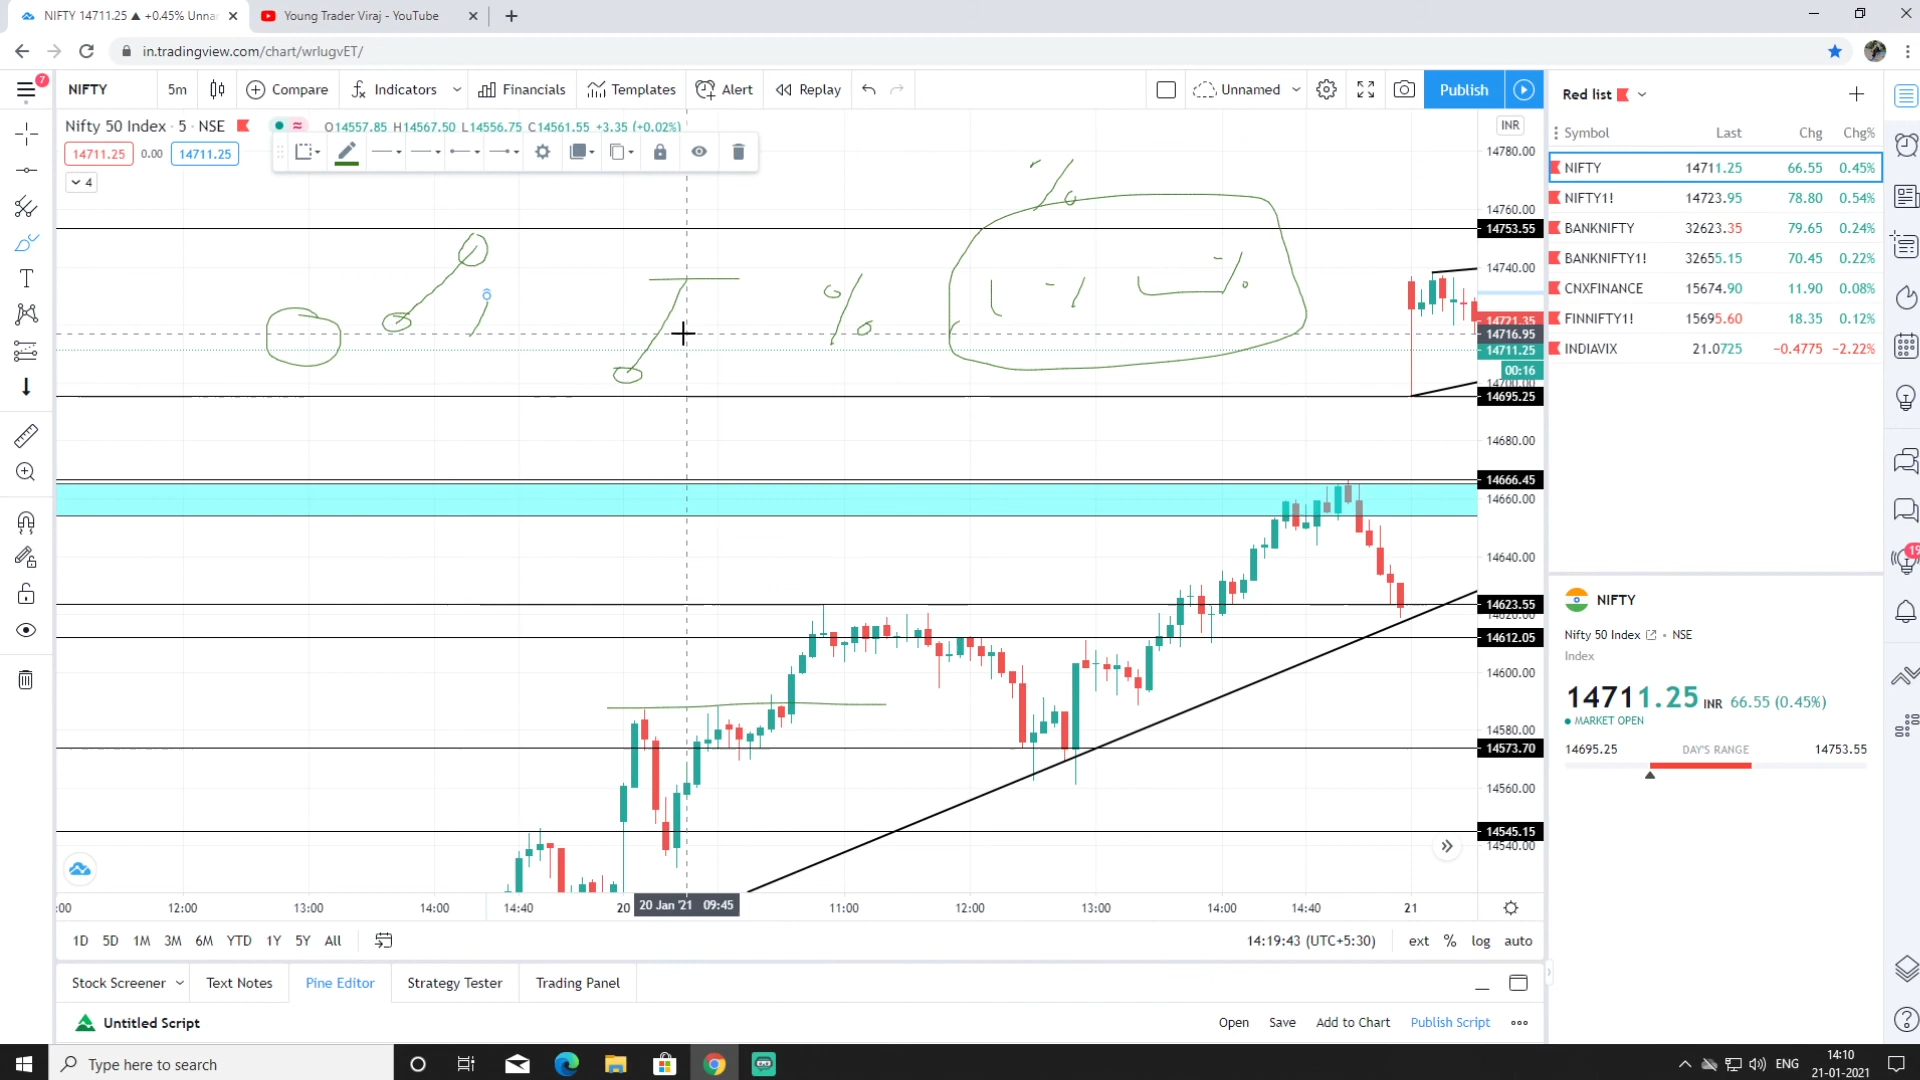 NIFTY 14711.25 ▲ +0.45% Unnar
Young Trader Viraj - YouTube
in.tradingview.com/chart/wrlugvET/
7
NIFTY 5m Compare Indicators Financials Templates Alert Replay Unnamed Publish
Nifty 50 Index · 5 · NSE O14557.85 H14567.50 L14556.75 C14561.55 +3.35 (+0.02%)
14711.25 0.00 14711.25
4
INR
14780.00
14760.00
14753.55
14740.00
14721.35
14716.95
14711.25
00:16
14700.00
14695.25
14680.00
14666.45
14660.00
14640.00
14623.55
14620.00
14612.05
14600.00
14580.00
14573.70
14560.00
14545.15
14540.00
%
%
%
:00 12:00 13:00 14:00 14:40 20 20 Jan '21 09:45 11:00 12:00 13:00 14:00 14:40 21
1D 5D 1M 3M 6M YTD 1Y 5Y All 14:19:43 (UTC+5:30) ext % log auto
Stock Screener Text Notes Pine Editor Strategy Tester Trading Panel
Untitled Script Open Save Add to Chart Publish Script
Red list
Symbol Last Chg Chg%
NIFTY 14711.25 66.55 0.45%
NIFTY1! 14723.95 78.80 0.54%
BANKNIFTY 32623.35 79.65 0.24%
BANKNIFTY1! 32655.15 70.45 0.22%
CNXFINANCE 15674.90 11.90 0.08%
FINNIFTY1! 15695.60 18.35 0.12%
INDIAVIX 21.0725 −0.4775 −2.22%
NIFTY
Nifty 50 Index · NSE
Index
14711.25 INR 66.55 (0.45%)
MARKET OPEN
14695.25 DAY'S RANGE 14753.55
Type here to search
ENG
14:10
21-01-2021